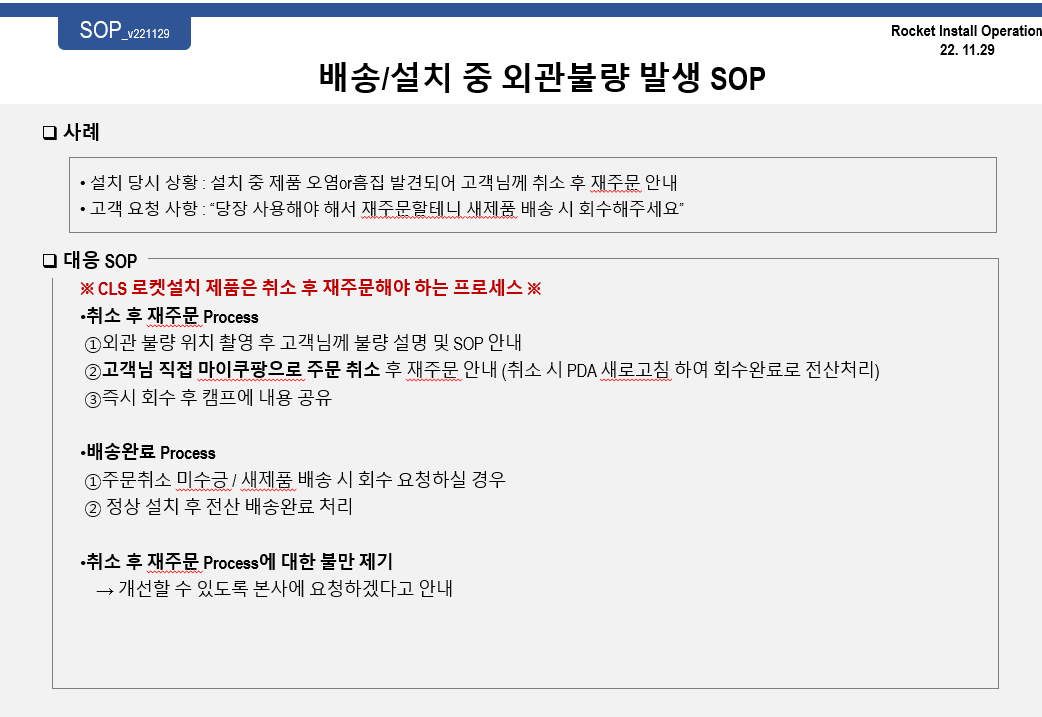 SOP_v221129
Rocket Install Operation
22. 11.29
배송/설치 중 외관불량 발생 SOP
❑ 사례
• 설치 당시 상황 : 설치 중 제품 오염or흠집 발견되어 고객님께 취소 후 재주문 안내
• 고객 요청 사항 : “당장 사용해야 해서 재주문할테니 새제품 배송 시 회수해주세요”
❑ 대응 SOP
※ CLS 로켓설치 제품은 취소 후 재주문해야 하는 프로세스 ※
•취소 후 재주문 Process
①외관 불량 위치 촬영 후 고객님께 불량 설명 및 SOP 안내
②고객님 직접 마이쿠팡으로 주문 취소 후 재주문 안내 (취소 시 PDA 새로고침 하여 회수완료로 전산처리)
③즉시 회수 후 캠프에 내용 공유
•배송완료 Process
①주문취소 미수긍 / 새제품 배송 시 회수 요청하실 경우
② 정상 설치 후 전산 배송완료 처리
•취소 후 재주문 Process에 대한 불만 제기
→ 개선할 수 있도록 본사에 요청하겠다고 안내